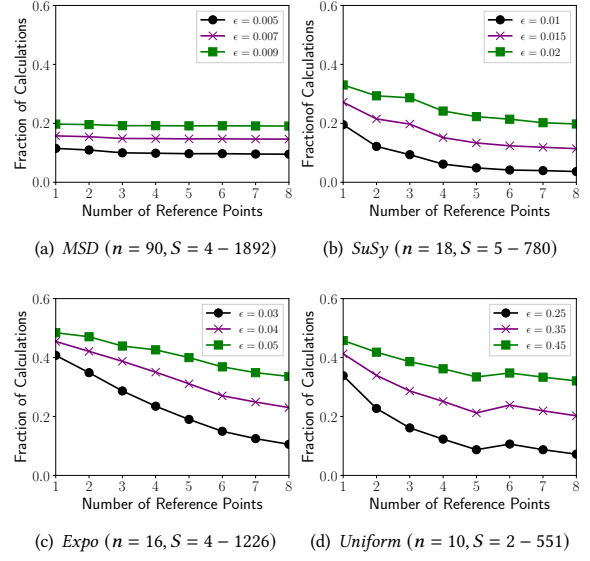 0.6
0.4
0.2
0.0
Fraction of Calculations
ϵ = 0.005
ϵ = 0.007
ϵ = 0.009
1 2 3 4 5 6 7 8
Number of Reference Points
(a) MSD (n = 90, S = 4 − 1892)
0.6
0.4
0.2
0.0
Fractionof Calculations
ϵ = 0.01
ϵ = 0.015
ϵ = 0.02
1 2 3 4 5 6 7 8
Number of Reference Points
(b) SuSy (n = 18, S = 5 − 780)
0.6
0.4
0.2
0.0
Fraction of Calculations
ϵ = 0.03
ϵ = 0.04
ϵ = 0.05
1 2 3 4 5 6 7 8
Number of Reference Points
(c) Expo (n = 16, S = 4 − 1226)
0.6
0.4
0.2
0.0
Fraction of Calculations
ϵ = 0.25
ϵ = 0.35
ϵ = 0.45
1 2 3 4 5 6 7 8
Number of Reference Points
(d) Uniform (n = 10, S = 2 − 551)